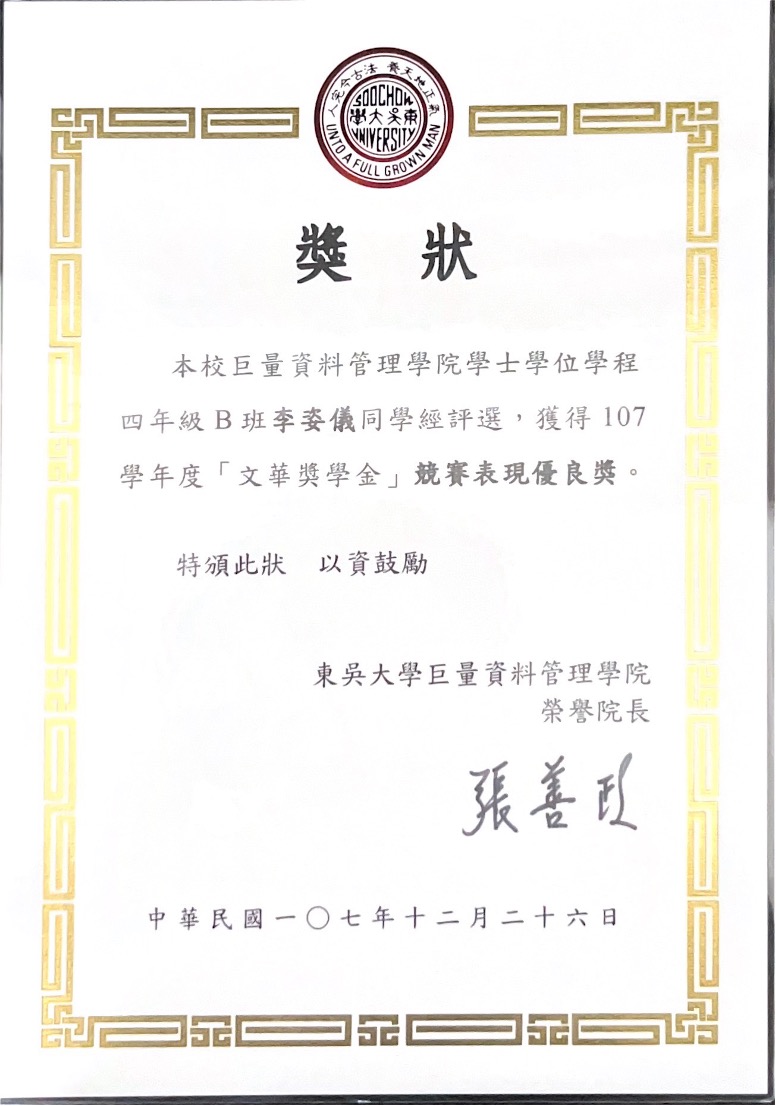 人完今古法 養天地正氣
SOOCHOW
東吳大學
UNIVERSITY
UNTO A FULL GROWN MAN
獎 狀
本校巨量資料管理學院學士學位學程
四年級 B 班李姿儀同學經評選，獲得 107
學年度「文華獎學金」競賽表現優良獎。
特頒此狀 以資鼓勵
東吳大學巨量資料管理學院
榮譽院長
張善政
中華民國一〇七年十二月二十六日